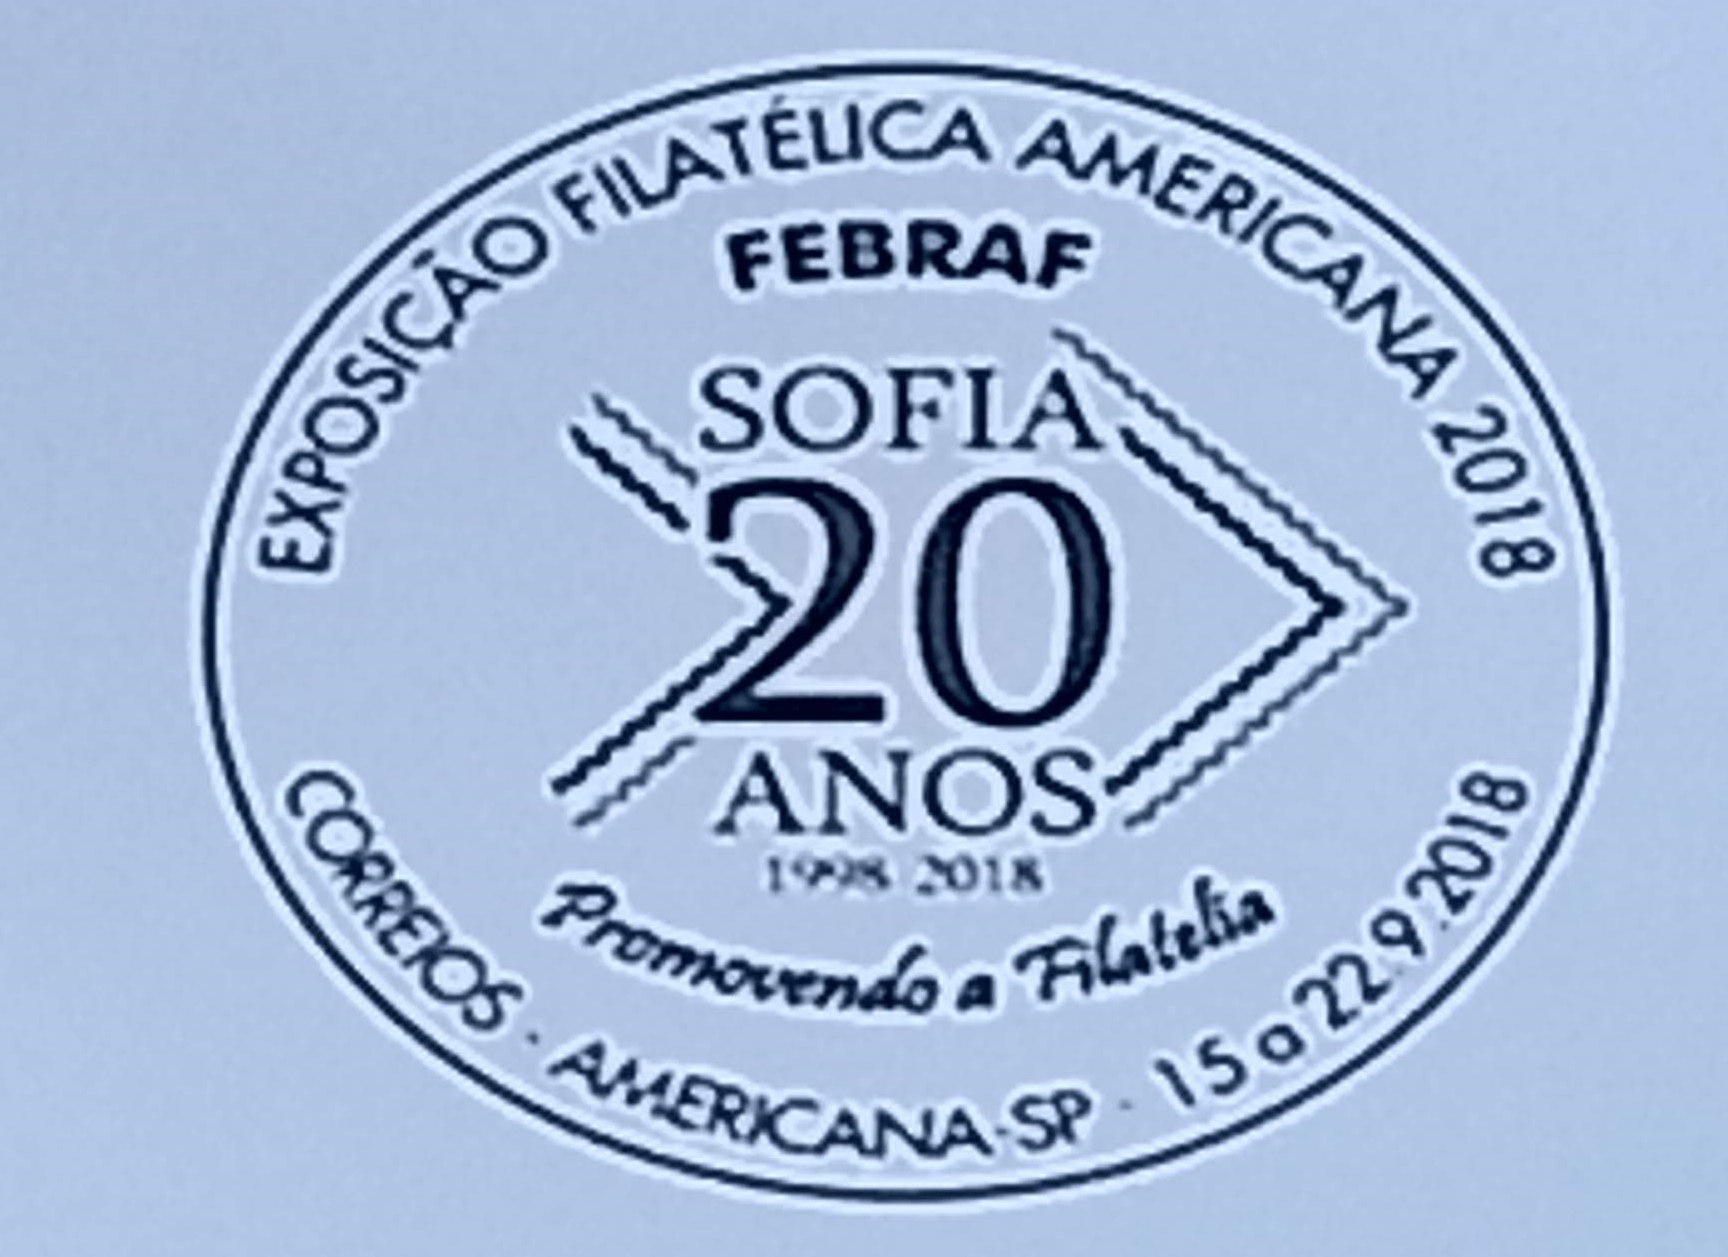 EXPOSIÇÃO FILATÉLICA AMERICANA 2018
FEBRAF
SOFIA
20
ANOS
1998 2018
Promovendo a Filatelia
CORREIOS · AMERICANA-SP · 15 a 22.9.2018